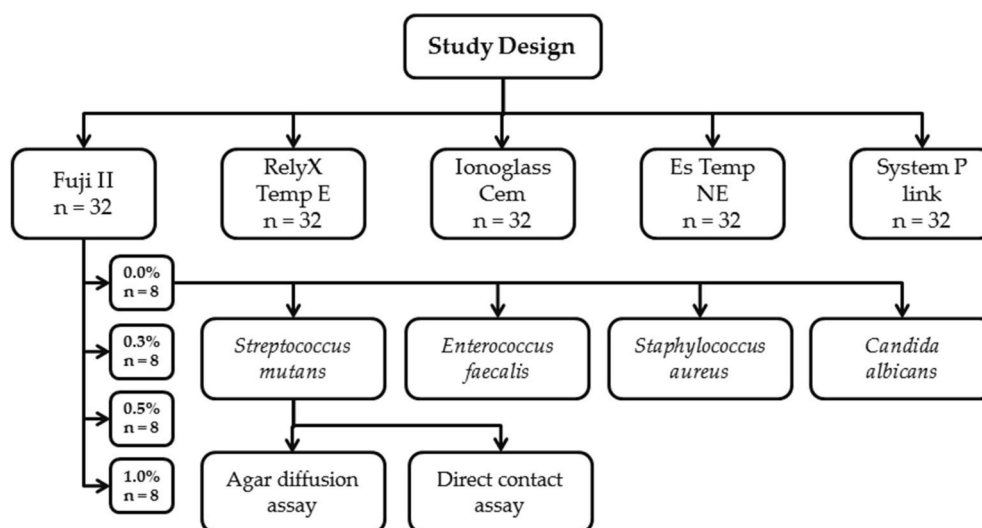 Study Design
Fuji II
n = 32
RelyX
Temp E
n = 32
Ionoglass
Cem
n = 32
Es Temp
NE
n = 32
System P
link
n = 32
0.0%
n = 8
0.3%
n = 8
0.5%
n = 8
1.0%
n = 8
Streptococcus
mutans
Enterococcus
faecalis
Staphylococcus
aureus
Candida
albicans
Agar diffusion
assay
Direct contact
assay